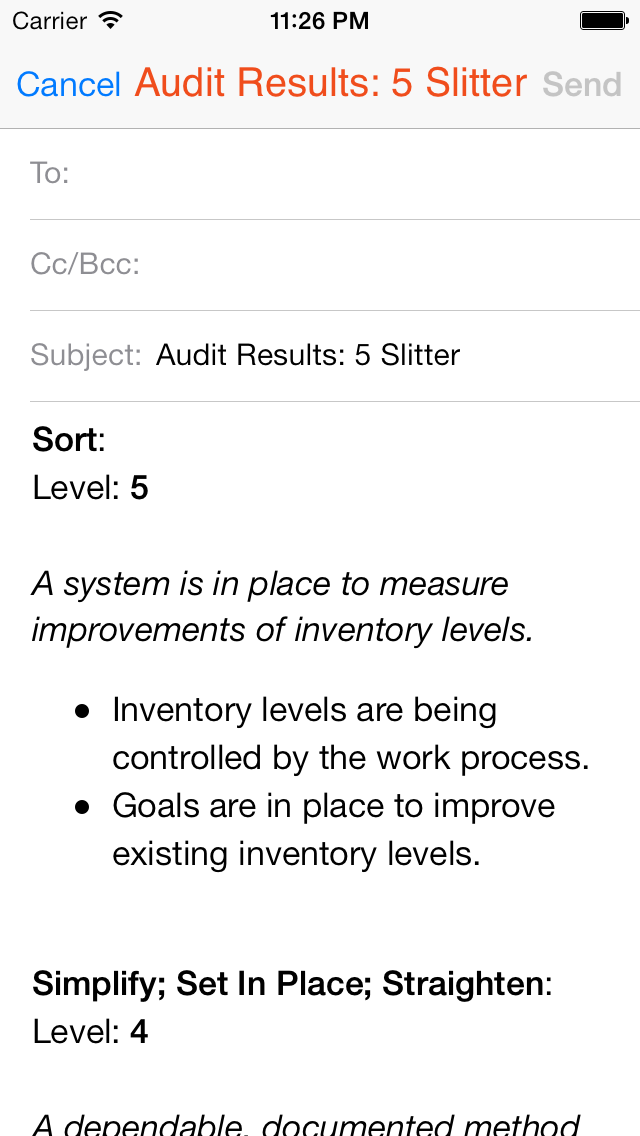 Carrier 11:26 PM
Cancel Audit Results: 5 Slitter Send
To:
Cc/Bcc:
Subject: Audit Results: 5 Slitter
Sort:
Level: 5
A system is in place to measure
improvements of inventory levels.
● Inventory levels are being
controlled by the work process.
● Goals are in place to improve
existing inventory levels.
Simplify; Set In Place; Straighten:
Level: 4
A dependable, documented method